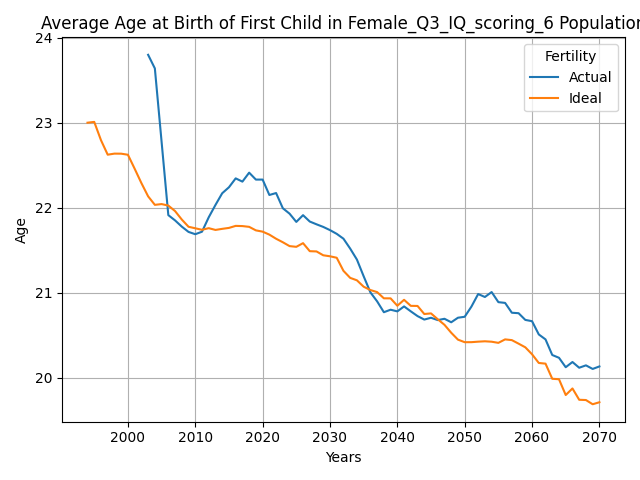 Average Age at Birth of First Child in Female_Q3_IQ_scoring_6 Population
24
23
22
21
20
Age
Fertility
Actual
Ideal
2000 2010 2020 2030 2040 2050 2060 2070
Years